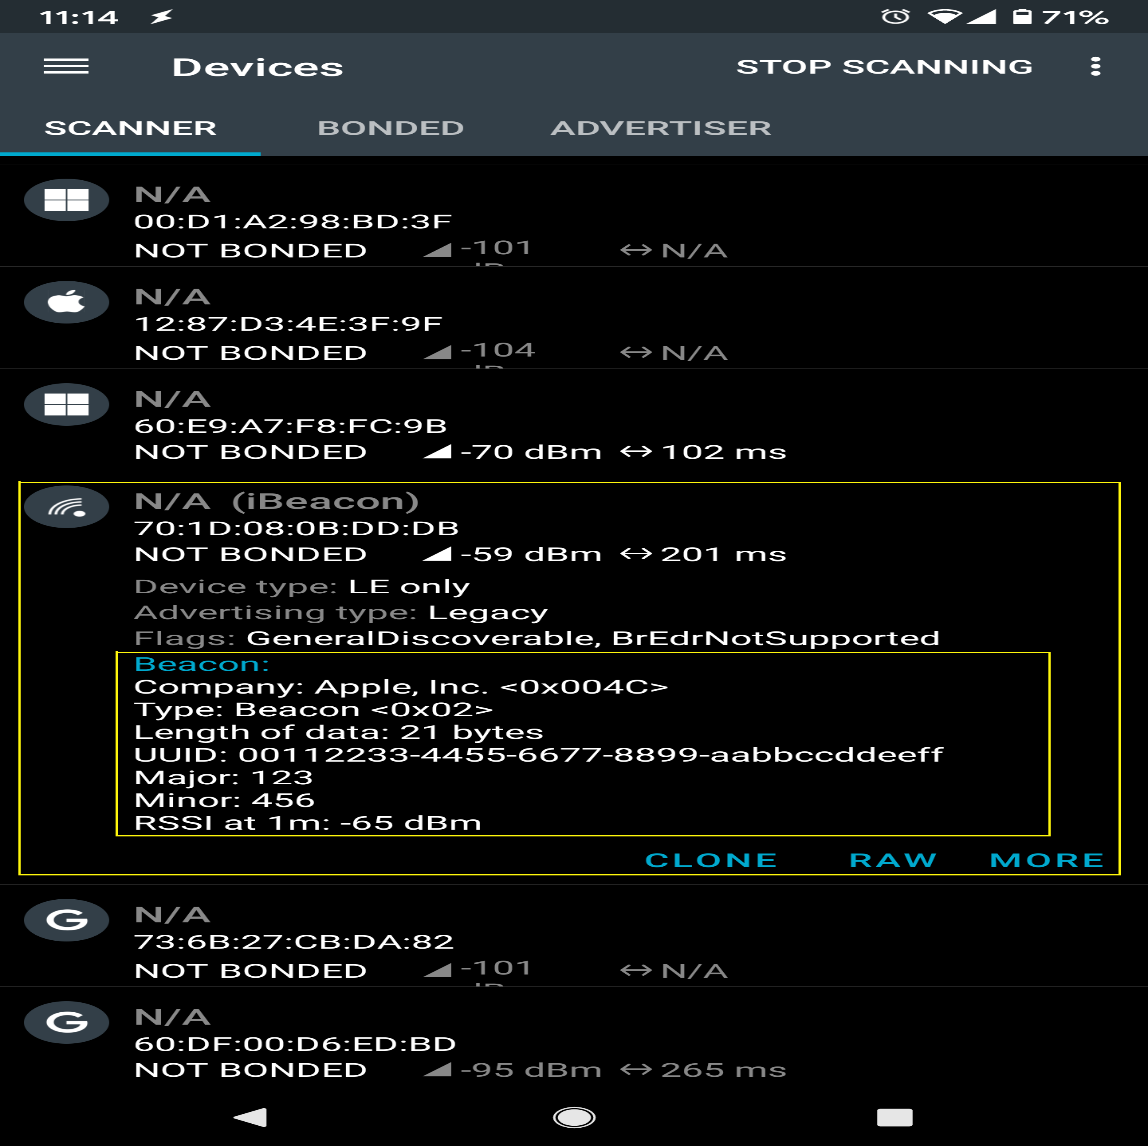 11:14 71%
Devices STOP SCANNING
SCANNER BONDED ADVERTISER
N/A
00:D1:A2:98:BD:3F
NOT BONDED -101 ↔ N/A
N/A
12:87:D3:4E:3F:9F
NOT BONDED -104 ↔ N/A
N/A
60:E9:A7:F8:FC:9B
NOT BONDED -70 dBm ↔ 102 ms
N/A (iBeacon)
70:1D:08:0B:DD:DB
NOT BONDED -59 dBm ↔ 201 ms
Device type: LE only
Advertising type: Legacy
Flags: GeneralDiscoverable, BrEdrNotSupported
Beacon:
Company: Apple, Inc. <0x004C>
Type: Beacon <0x02>
Length of data: 21 bytes
UUID: 00112233-4455-6677-8899-aabbccddeeff
Major: 123
Minor: 456
RSSI at 1m: -65 dBm
CLONE RAW MORE
G N/A
73:6B:27:CB:DA:82
NOT BONDED -101 ↔ N/A
G N/A
60:DF:00:D6:ED:BD
NOT BONDED -95 dBm ↔ 265 ms